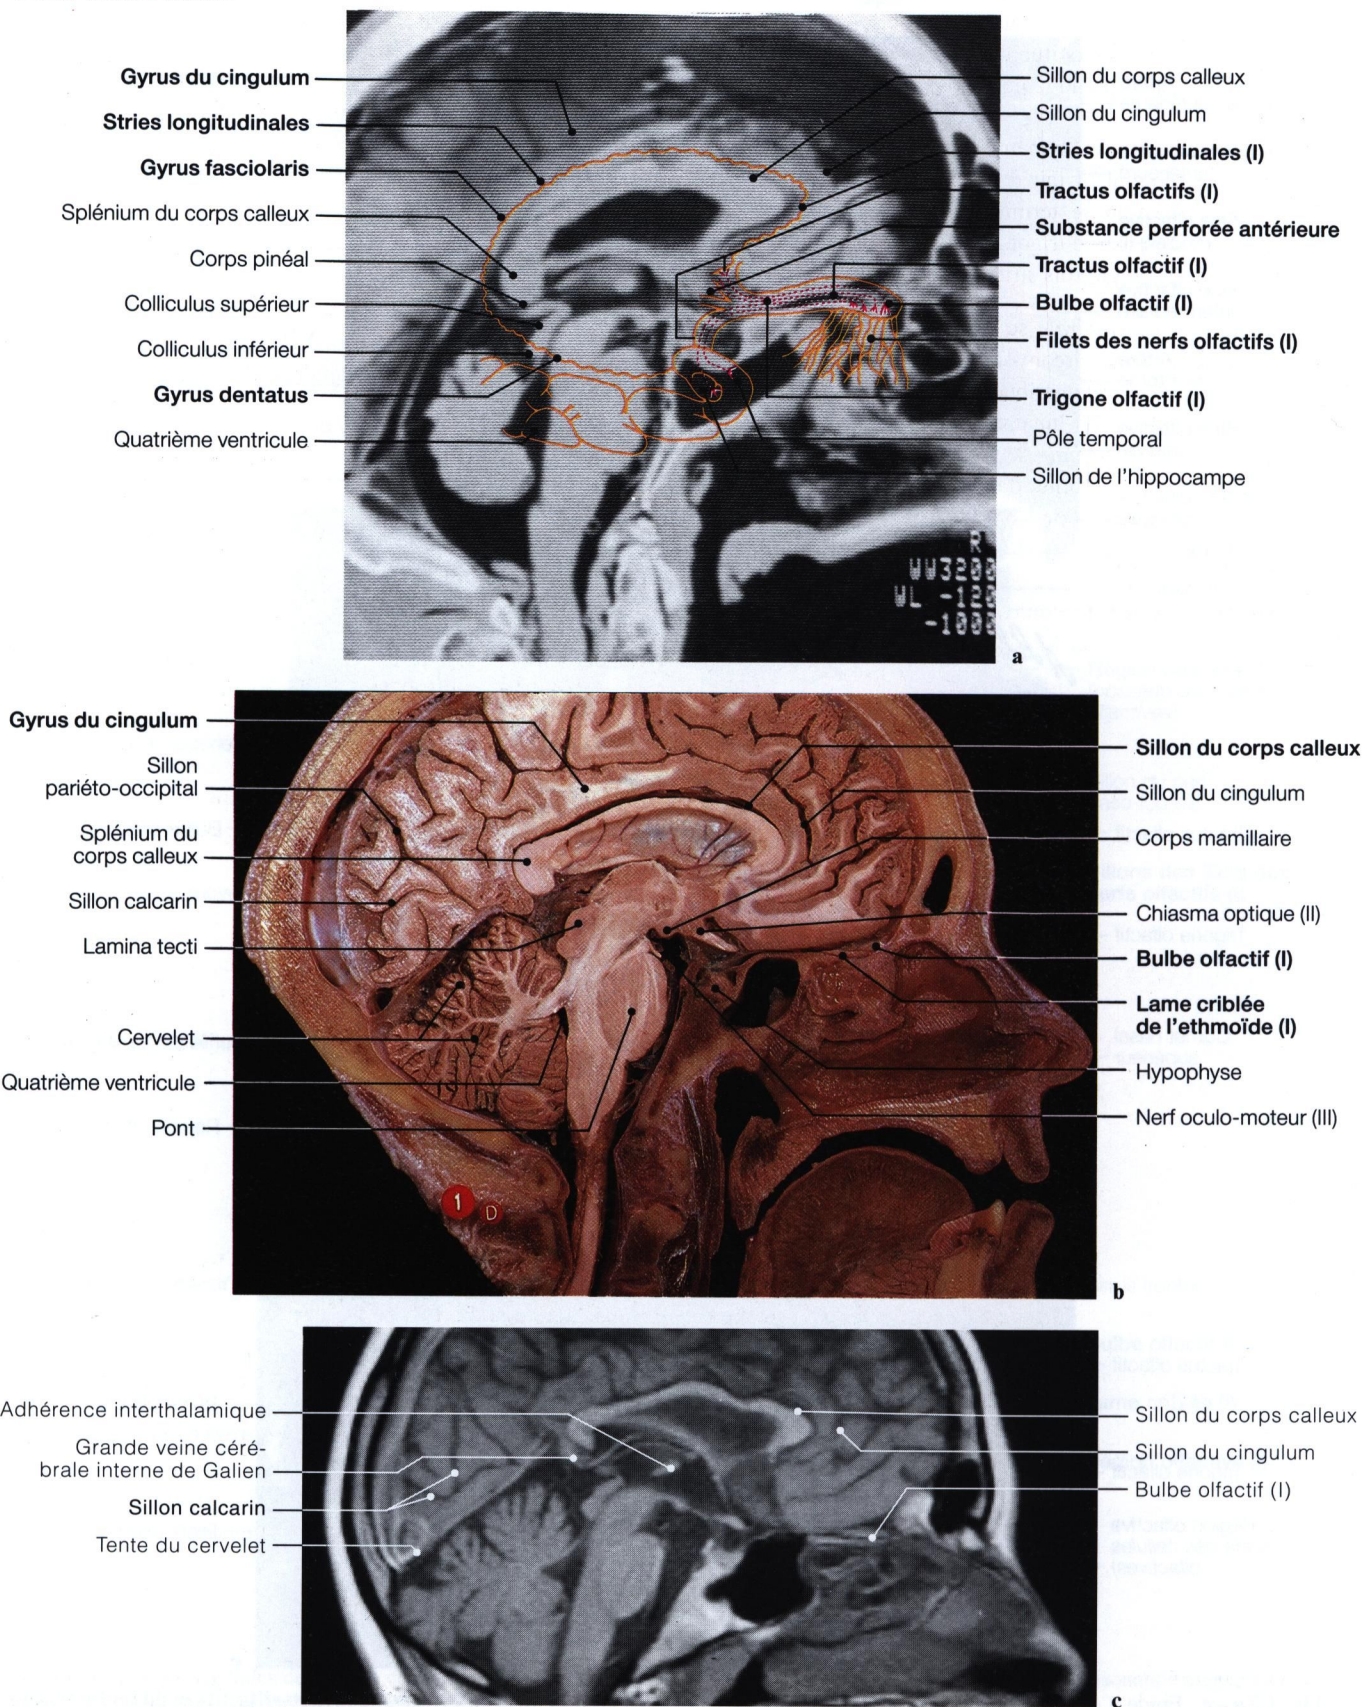 Gyrus du cingulum
Stries longitudinales
Gyrus fasciolaris
Splénium du corps calleux
Corps pinéal
Colliculus supérieur
Colliculus inférieur
Gyrus dentatus
Quatrième ventricule
Sillon du corps calleux
Sillon du cingulum
Stries longitudinales (I)
Tractus olfactifs (I)
Substance perforée antérieure
Tractus olfactif (I)
Bulbe olfactif (I)
Filets des nerfs olfactifs (I)
Trigone olfactif (I)
Pôle temporal
Sillon de l'hippocampe
R
WW3200
WL -120
-1000
a
Gyrus du cingulum
Sillon
pariéto-occipital
Splénium du
corps calleux
Sillon calcarin
Lamina tecti
Cervelet
Quatrième ventricule
Pont
Sillon du corps calleux
Sillon du cingulum
Corps mamillaire
Chiasma optique (II)
Bulbe olfactif (I)
Lame criblée
de l'ethmoïde (I)
Hypophyse
Nerf oculo-moteur (III)
1
D
b
Adhérence interthalamique
Grande veine céré-
brale interne de Galien
Sillon calcarin
Tente du cervelet
Sillon du corps calleux
Sillon du cingulum
Bulbe olfactif (I)
c